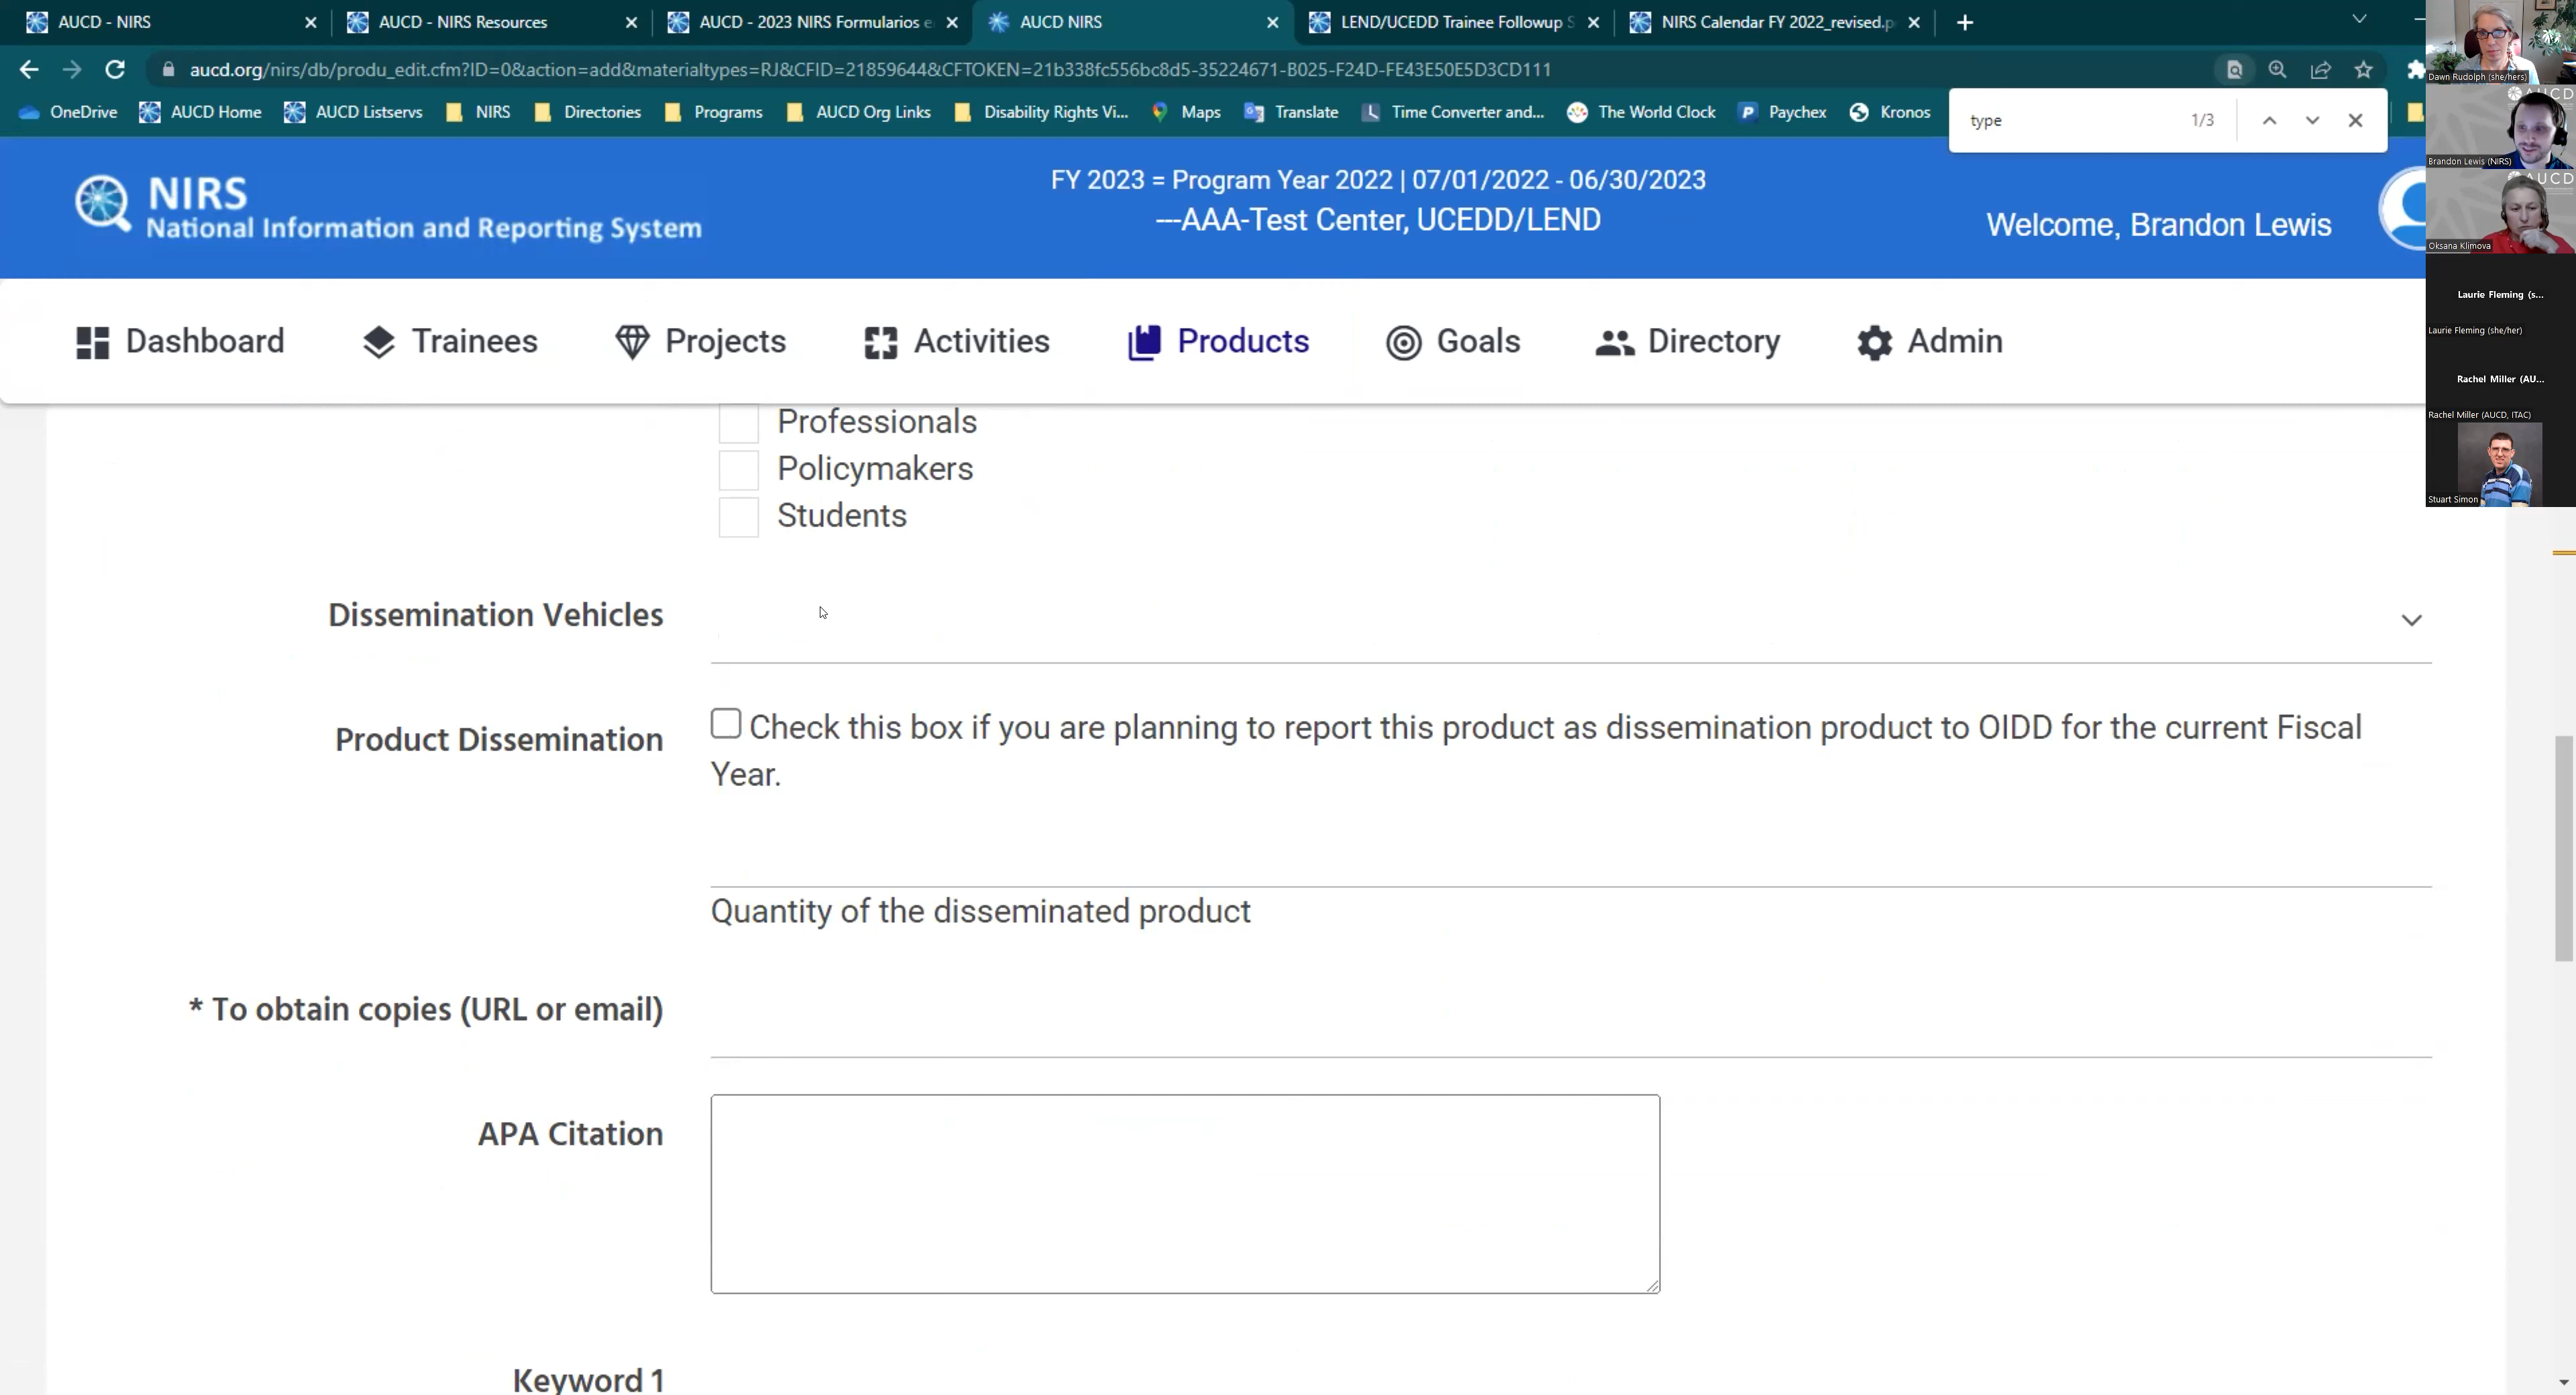 AUCD - NIRS
AUCD - NIRS Resources
AUCD - 2023 NIRS Formularios e
AUCD NIRS
LEND/UCEDD Trainee Followup S
NIRS Calendar FY 2022_revised.p
aucd.org/nirs/db/produ_edit.cfm?ID=0&action=add&materialtypes=RJ&CFID=21859644&CFTOKEN=21b338fc556bc8d5-35224671-B025-F24D-FE43E50E5D3CD111
OneDrive
AUCD Home
AUCD Listservs
NIRS
Directories
Programs
AUCD Org Links
Disability Rights Vi...
Maps
Translate
Time Converter and...
The World Clock
Paychex
Kronos
type 1/3
NIRS
National Information and Reporting System
FY 2023 = Program Year 2022 | 07/01/2022 - 06/30/2023
---AAA-Test Center, UCEDD/LEND
Welcome, Brandon Lewis
Dashboard
Trainees
Projects
Activities
Products
Goals
Directory
Admin
Professionals
Policymakers
Students
Dissemination Vehicles
Product Dissemination
Check this box if you are planning to report this product as dissemination product to OIDD for the current Fiscal
Year.
Quantity of the disseminated product
* To obtain copies (URL or email)
APA Citation
Keyword 1
Dawn Rudolph (she/hers)
AUCD
Brandon Lewis (NIRS)
AUCD
Oksana Klimova
Laurie Fleming (s...
Laurie Fleming (she/her)
Rachel Miller (AU...
Rachel Miller (AUCD, ITAC)
Stuart Simon